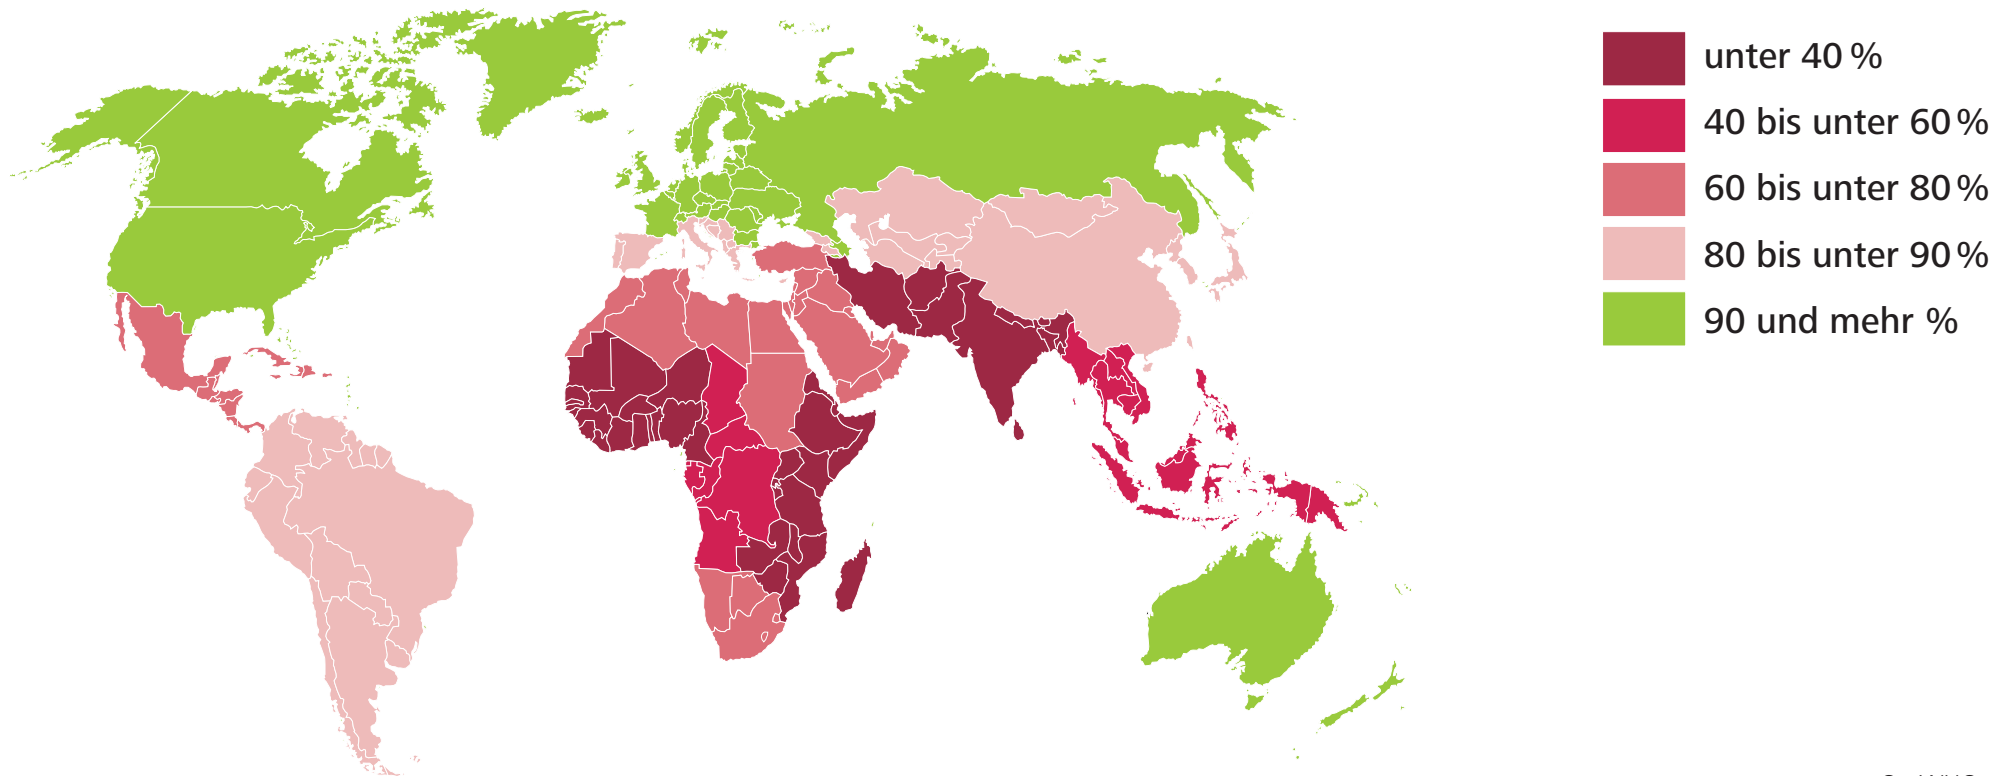 unter 40 %
40 bis unter 60 %
60 bis unter 80 %
80 bis unter 90 %
90 und mehr %